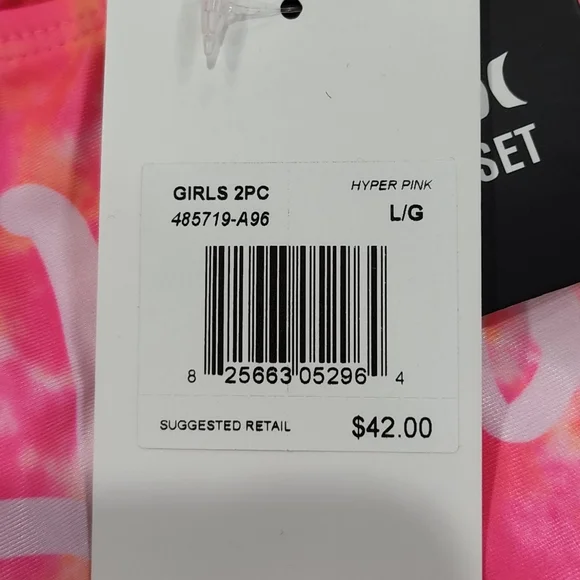 SET
GIRLS 2PC HYPER PINK
485719-A96 L/G
8 25663 05296 4
SUGGESTED RETAIL $42.00